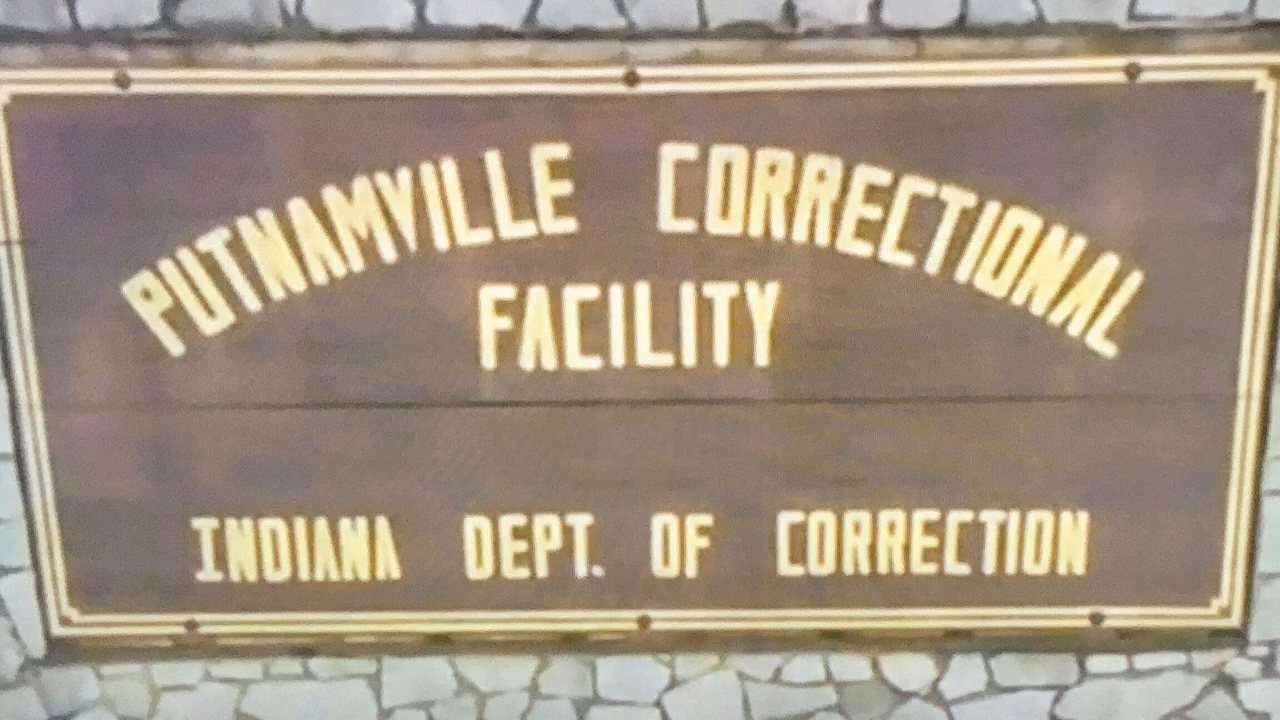 PUTNAMVILLE CORRECTIONAL
FACILITY
INDIANA DEPT. OF CORRECTION